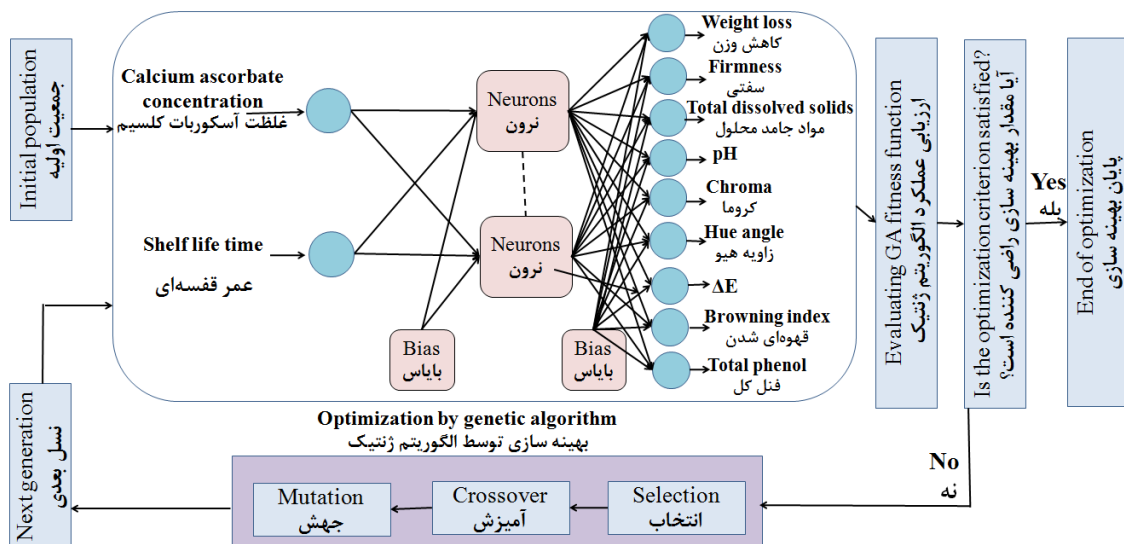 Initial population
جمعیت اولیه
Calcium ascorbate
concentration
غلظت آسکوربات کلسیم
Shelf life time
عمر قفسه‌ای
Neurons
نرون
Neurons
نرون
Bias
بایاس
Bias
بایاس
Weight loss
کاهش وزن
Firmness
سفتی
Total dissolved solids
مواد جامد محلول
pH
Chroma
کروما
Hue angle
زاویه هیو
ΔE
Browning index
قهوه‌ای شدن
Total phenol
فنل کل
Evaluating GA fitness function
ارزیابی عملکرد الگوریتم ژنتیک
Is the optimization criterion satisfied?
آیا مقدار بهینه سازی راضی کننده است؟
Yes
بله
End of optimization
پایان بهینه سازی
No
نه
Optimization by genetic algorithm
بهینه سازی توسط الگوریتم ژنتیک
Selection
انتخاب
Crossover
آمیزش
Mutation
جهش
Next generation
نسل بعدی